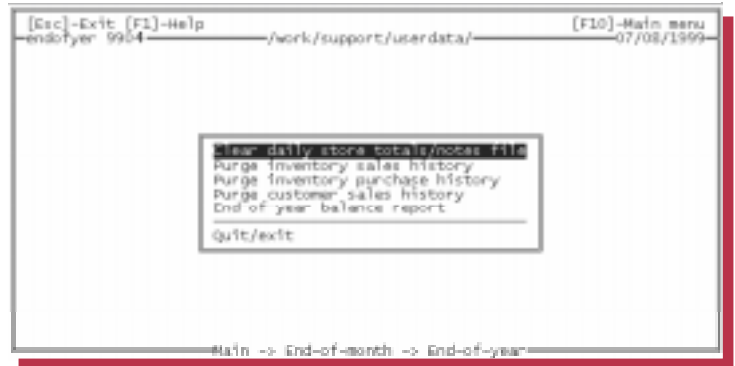 [Esc]-Exit [F1]-Help [F10]-Main menu
endofyer 9904 /work/support/userdata/ 07/08/1999
Clear daily store totals/notes file
Purge inventory sales history
Purge inventory purchase history
Purge customer sales history
End of year balance report
Quit/exit
Main -> End-of-month -> End-of-year